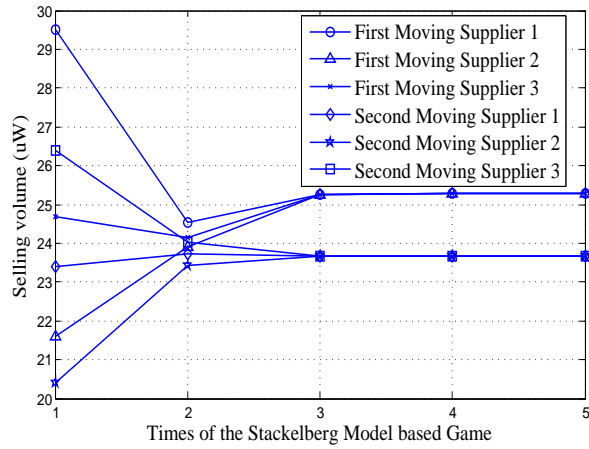 30
29
28
27
26
25
24
23
22
21
20
Selling volume (uW)
First Moving Supplier 1
First Moving Supplier 2
First Moving Supplier 3
Second Moving Supplier 1
Second Moving Supplier 2
Second Moving Supplier 3
1 2 3 4 5
Times of the Stackelberg Model based Game